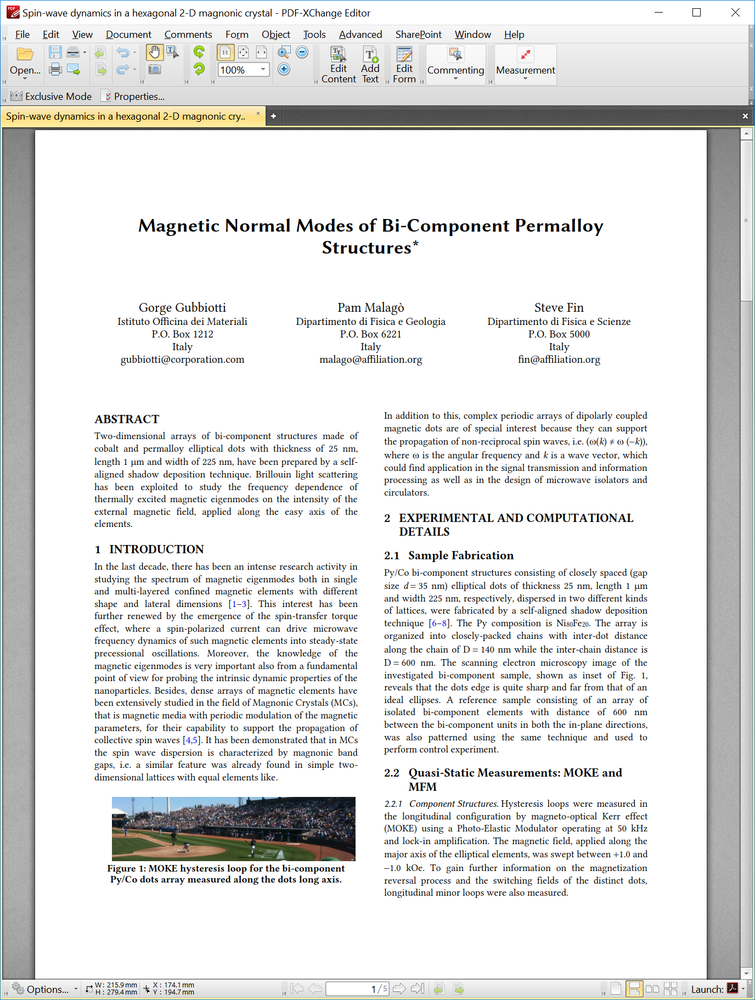 Spin-wave dynamics in a hexagonal 2-D magnonic crystal - PDF-XChange Editor
File Edit View Document Comments Form Object Tools Advanced SharePoint Window Help
Open...
1:1
100%
Edit Content
Add Text
Edit Form
Commenting
Measurement
Exclusive Mode Properties...
Spin-wave dynamics in a hexagonal 2-D magnonic cry..
Magnetic Normal Modes of Bi-Component Permalloy
Structures*
Gorge Gubbiotti
Istituto Officina dei Materiali
P.O. Box 1212
Italy
gubbiotti@corporation.com
Pam Malagò
Dipartimento di Fisica e Geologia
P.O. Box 6221
Italy
malago@affiliation.org
Steve Fin
Dipartimento di Fisica e Scienze
P.O. Box 5000
Italy
fin@affiliation.org
ABSTRACT
Two-dimensional arrays of bi-component structures made of
cobalt and permalloy elliptical dots with thickness of 25 nm,
length 1 µm and width of 225 nm, have been prepared by a self-
aligned shadow deposition technique. Brillouin light scattering
has been exploited to study the frequency dependence of
thermally excited magnetic eigenmodes on the intensity of the
external magnetic field, applied along the easy axis of the
elements.
1 INTRODUCTION
In the last decade, there has been an intense research activity in
studying the spectrum of magnetic eigenmodes both in single
and multi-layered confined magnetic elements with different
shape and lateral dimensions [1–3]. This interest has been
further renewed by the emergence of the spin-transfer torque
effect, where a spin-polarized current can drive microwave
frequency dynamics of such magnetic elements into steady-state
precessional oscillations. Moreover, the knowledge of the
magnetic eigenmodes is very important also from a fundamental
point of view for probing the intrinsic dynamic properties of the
nanoparticles. Besides, dense arrays of magnetic elements have
been extensively studied in the field of Magnonic Crystals (MCs),
that is magnetic media with periodic modulation of the magnetic
parameters, for their capability to support the propagation of
collective spin waves [4,5]. It has been demonstrated that in MCs
the spin wave dispersion is characterized by magnonic band
gaps, i.e. a similar feature was already found in simple two-
dimensional lattices with equal elements like.
Figure 1: MOKE hysteresis loop for the bi-component
Py/Co dots array measured along the dots long axis.
In addition to this, complex periodic arrays of dipolarly coupled
magnetic dots are of special interest because they can support
the propagation of non-reciprocal spin waves, i.e. (ω(k) ≠ ω (−k)),
where ω is the angular frequency and k is a wave vector, which
could find application in the signal transmission and information
processing as well as in the design of microwave isolators and
circulators.
2 EXPERIMENTAL AND COMPUTATIONAL
DETAILS
2.1 Sample Fabrication
Py/Co bi-component structures consisting of closely spaced (gap
size d = 35 nm) elliptical dots of thickness 25 nm, length 1 µm
and width 225 nm, respectively, dispersed in two different kinds
of lattices, were fabricated by a self-aligned shadow deposition
technique [6–8]. The Py composition is Ni80Fe20. The array is
organized into closely-packed chains with inter-dot distance
along the chain of D = 140 nm while the inter-chain distance is
D = 600 nm. The scanning electron microscopy image of the
investigated bi-component sample, shown as inset of Fig. 1,
reveals that the dots edge is quite sharp and far from that of an
ideal ellipses. A reference sample consisting of an array of
isolated bi-component elements with distance of 600 nm
between the bi-component units in both the in-plane directions,
was also patterned using the same technique and used to
perform control experiment.
2.2 Quasi-Static Measurements: MOKE and
MFM
2.2.1 Component Structures. Hysteresis loops were measured in
the longitudinal configuration by magneto-optical Kerr effect
(MOKE) using a Photo-Elastic Modulator operating at 50 kHz
and lock-in amplification. The magnetic field, applied along the
major axis of the elliptical elements, was swept between +1.0 and
−1.0 kOe. To gain further information on the magnetization
reversal process and the switching fields of the distinct dots,
longitudinal minor loops were also measured.
Options...
W: 215.9 mm
H: 279.4 mm
X: 174.1 mm
Y: 194.7 mm
1 / 5
Launch: